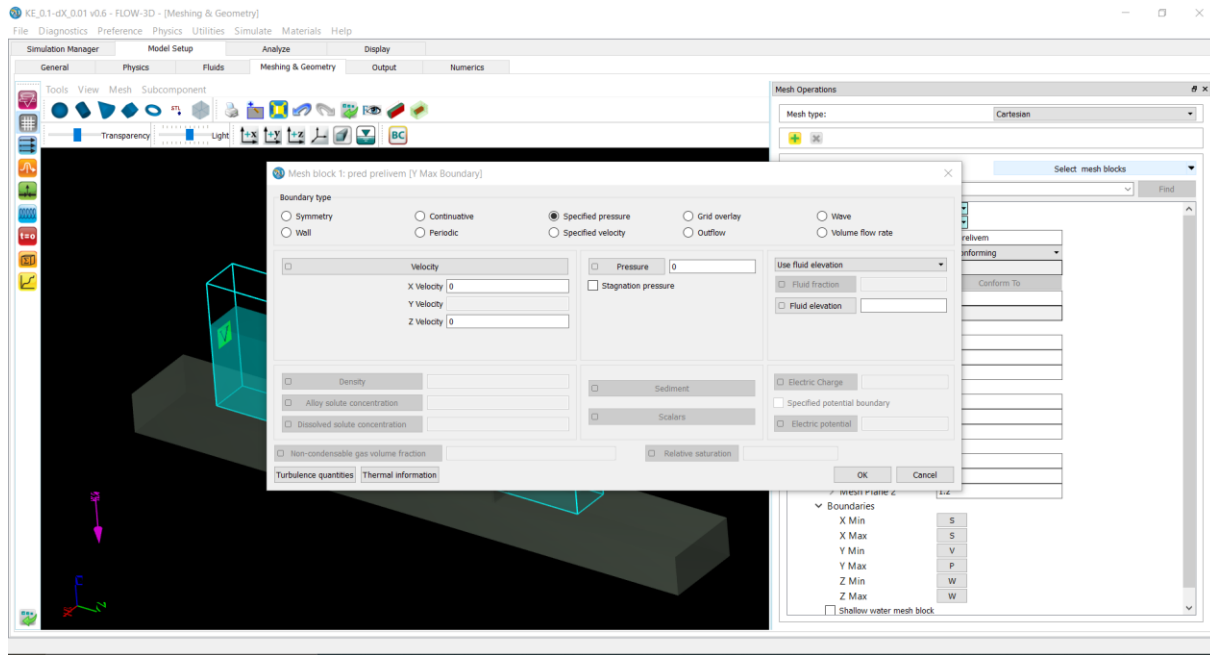 KE_0.1-dX_0.01 v0.6 - FLOW-3D - [Meshing & Geometry]
File Diagnostics Preference Physics Utilities Simulate Materials Help
Simulation Manager Model Setup Analyze Display
General Physics Fluids Meshing & Geometry Output Numerics
Tools View Mesh Subcomponent
Mesh Operations
STL
Mesh type: Cartesian
Transparency Light +x +y +z BC
Select mesh blocks
Find
Mesh block 1: pred prelivem [Y Max Boundary]
Boundary type
Symmetry Continuative Specified pressure Grid overlay Wave
Wall Periodic Specified velocity Outflow Volume flow rate
Velocity
X Velocity 0
Y Velocity
Z Velocity 0
Pressure 0
Stagnation pressure
Use fluid elevation
Fluid fraction
Fluid elevation
Density
Alloy solute concentration
Dissolved solute concentration
Sediment
Scalars
Electric Charge
Specified potential boundary
Electric potential
Non-condensable gas volume fraction Relative saturation
Turbulence quantities Thermal information OK Cancel
relivem
onforming
Conform To
t=0
V
Mesh Plane 2 1.2
Boundaries
X Min S
X Max S
Y Min V
Y Max P
Z Min W
Z Max W
Shallow water mesh block